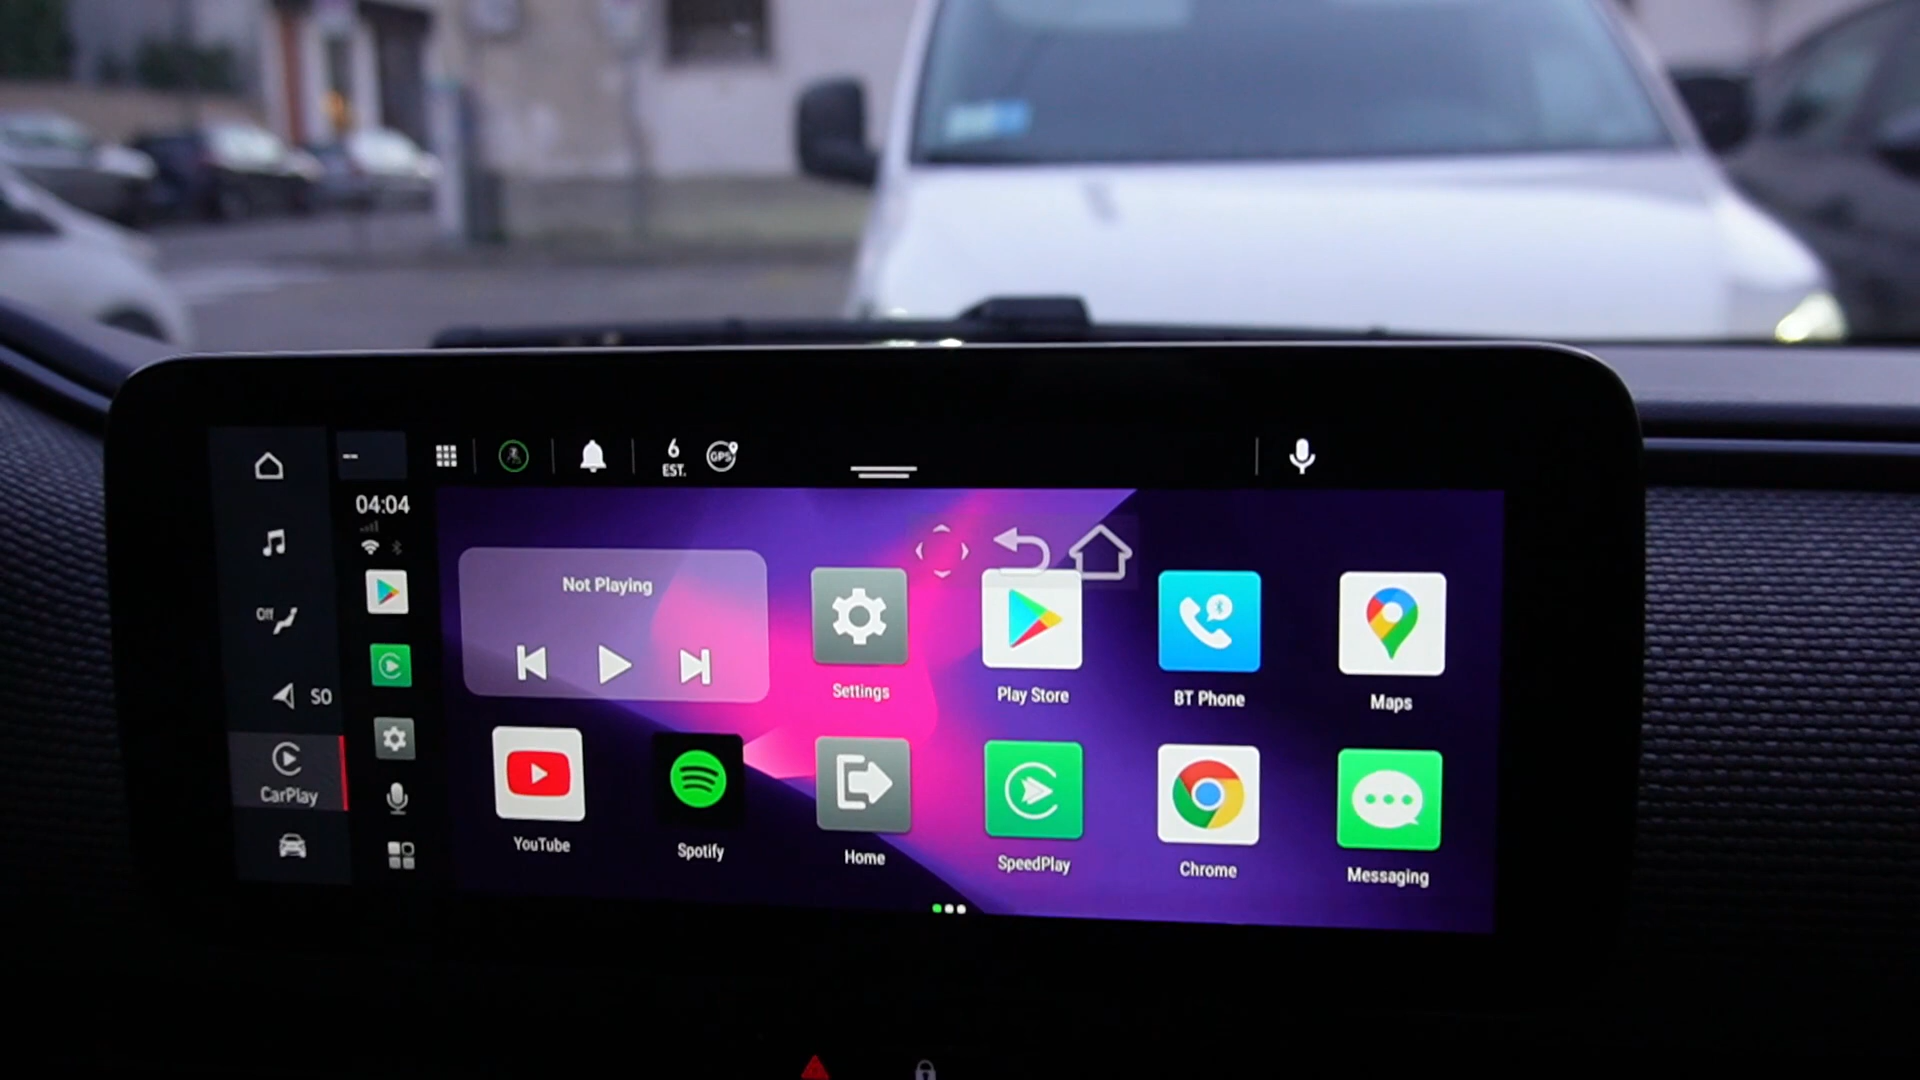 6
EST.
GPS
04:04
Off
SO
CarPlay
Not Playing
Settings
Play Store
BT Phone
Maps
YouTube
Spotify
Home
SpeedPlay
Chrome
Messaging